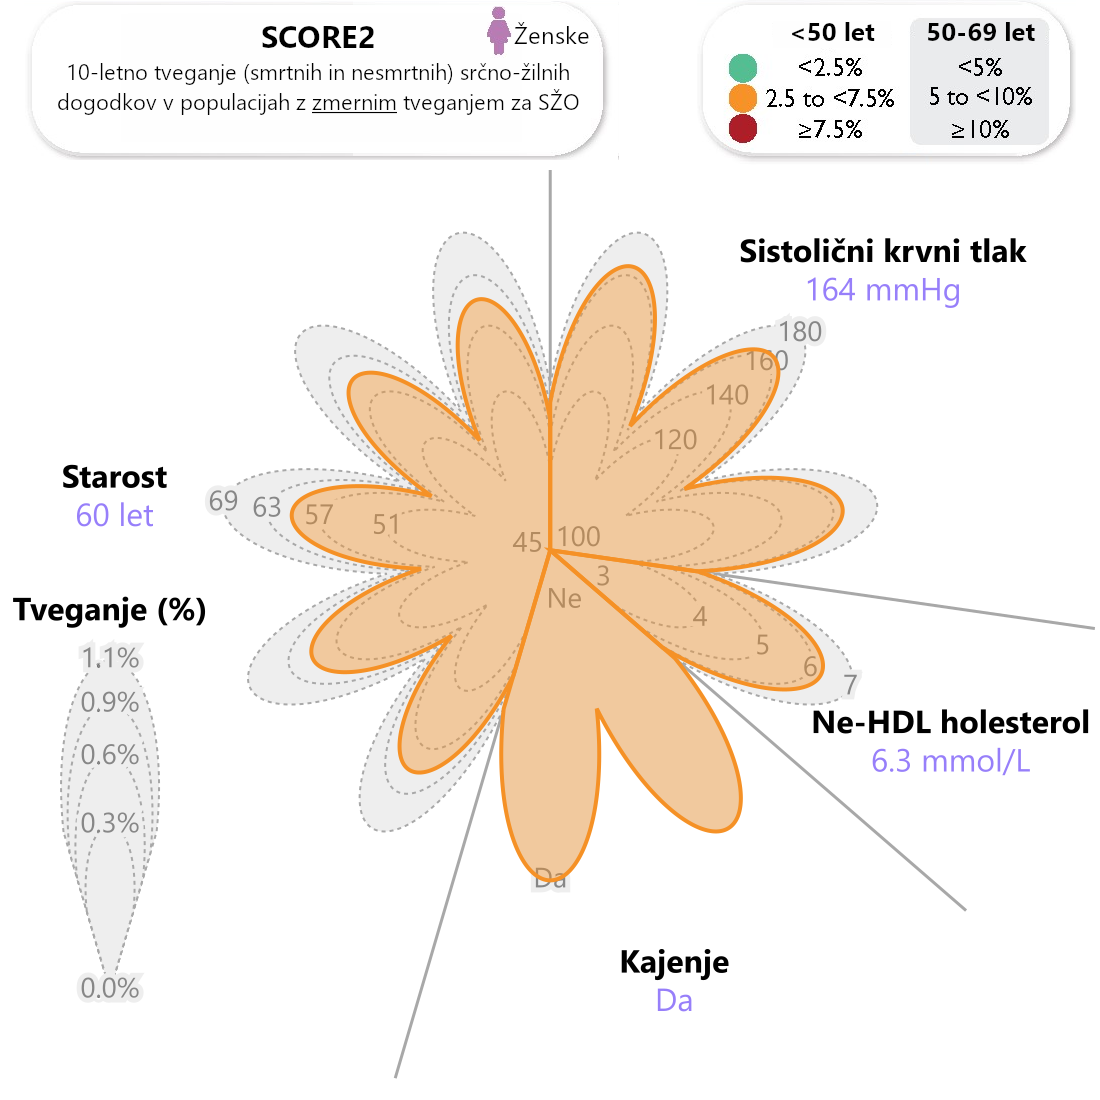 SCORE2
Ženske
10-letno tveganje (smrtnih in nesmrtnih) srčno-žilnih
dogodkov v populacijah z zmernim tveganjem za SŽO
<50 let
50-69 let
<2.5%
<5%
2.5 to <7.5%
5 to <10%
≥7.5%
≥10%
Sistolični krvni tlak
164 mmHg
180
160
140
120
100
Starost
60 let
69
63
57
51
45
3
4
5
6
7
Ne-HDL holesterol
6.3 mmol/L
Ne
Da
Kajenje
Da
Tveganje (%)
1.1%
0.9%
0.6%
0.3%
0.0%